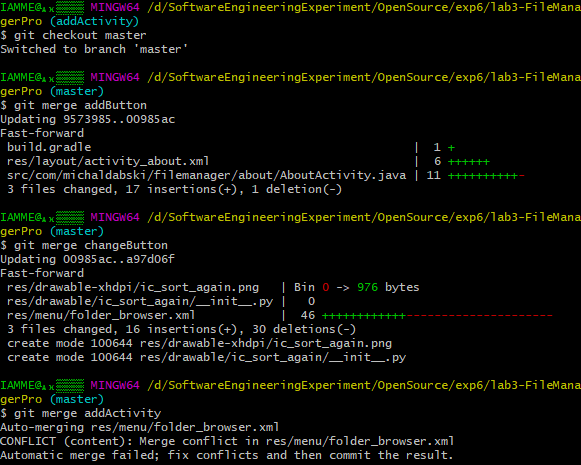 IAMME@ MINGW64 /d/SoftwareEngineeringExperiment/OpenSource/exp6/lab3-FileMana
gerPro (addActivity)
$ git checkout master
Switched to branch 'master'
IAMME@ MINGW64 /d/SoftwareEngineeringExperiment/OpenSource/exp6/lab3-FileMana
gerPro (master)
$ git merge addButton
Updating 9573985..00985ac
Fast-forward
 build.gradle | 1 +
 res/layout/activity_about.xml | 6 ++++++
 src/com/michaldabski/filemanager/about/AboutActivity.java | 11 ++++++++++-
 3 files changed, 17 insertions(+), 1 deletion(-)
IAMME@ MINGW64 /d/SoftwareEngineeringExperiment/OpenSource/exp6/lab3-FileMana
gerPro (master)
$ git merge changeButton
Updating 00985ac..a97d06f
Fast-forward
 res/drawable-xhdpi/ic_sort_again.png | Bin 0 -> 976 bytes
 res/drawable/ic_sort_again/__init__.py | 0
 res/menu/folder_browser.xml | 46 ++++++++++++++++------------------------------
 3 files changed, 16 insertions(+), 30 deletions(-)
 create mode 100644 res/drawable-xhdpi/ic_sort_again.png
 create mode 100644 res/drawable/ic_sort_again/__init__.py
IAMME@ MINGW64 /d/SoftwareEngineeringExperiment/OpenSource/exp6/lab3-FileMana
gerPro (master)
$ git merge addActivity
Auto-merging res/menu/folder_browser.xml
CONFLICT (content): Merge conflict in res/menu/folder_browser.xml
Automatic merge failed; fix conflicts and then commit the result.